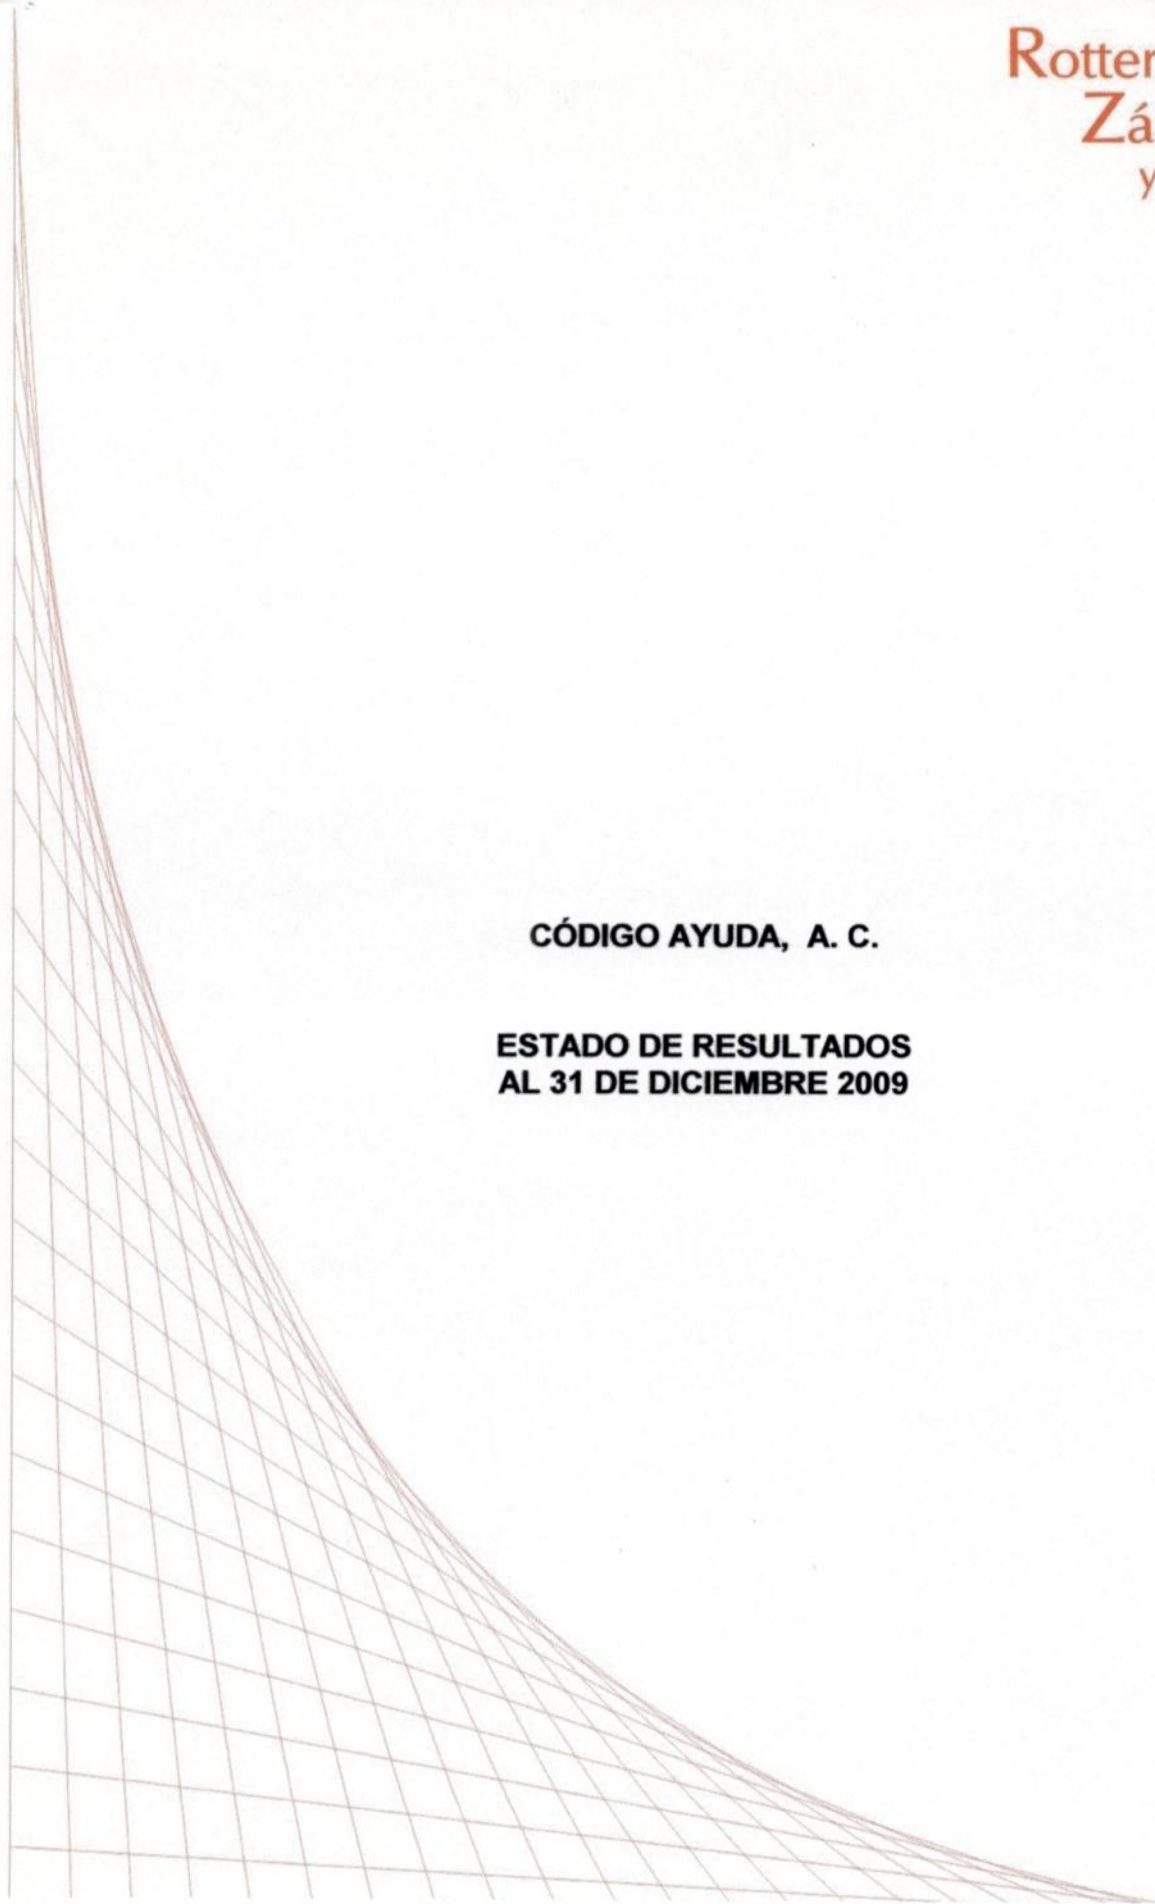 Rotter
Zá
y
CÓDIGO AYUDA, A. C.
ESTADO DE RESULTADOS
AL 31 DE DICIEMBRE 2009